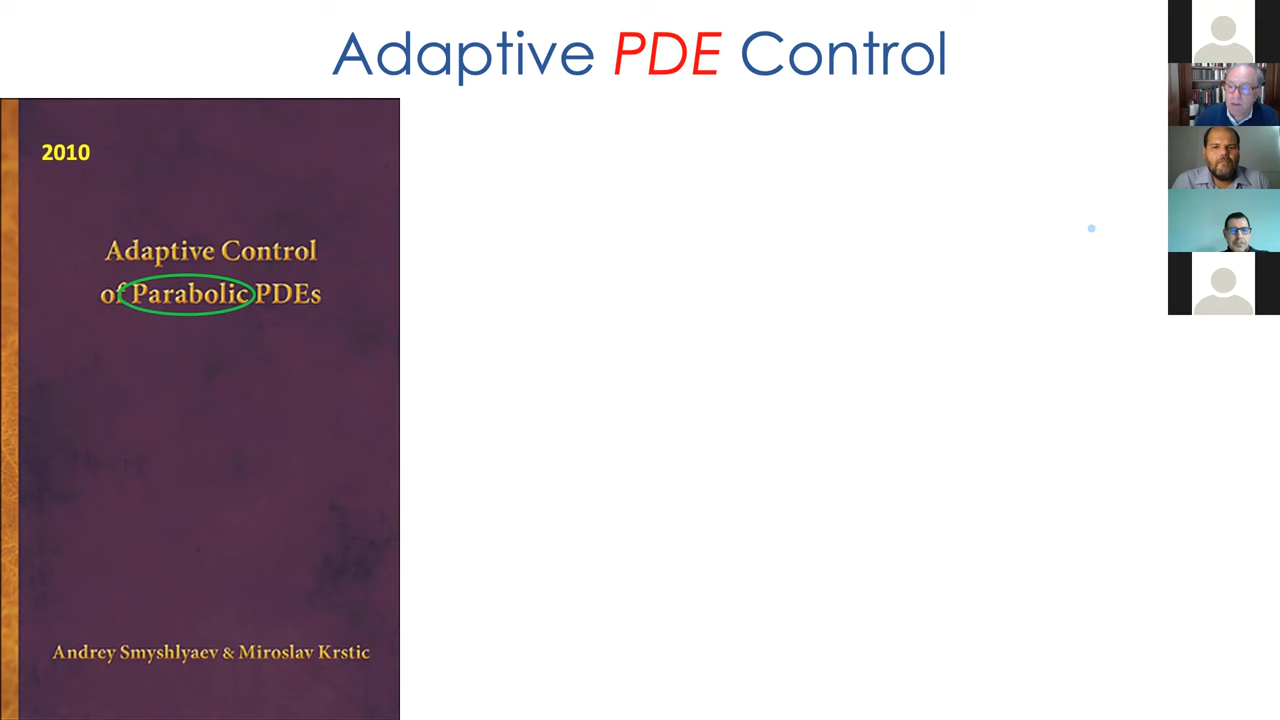 Adaptive PDE Control
2010
Adaptive Control
of Parabolic PDEs
Andrey Smyshlyaev & Miroslav Krstic